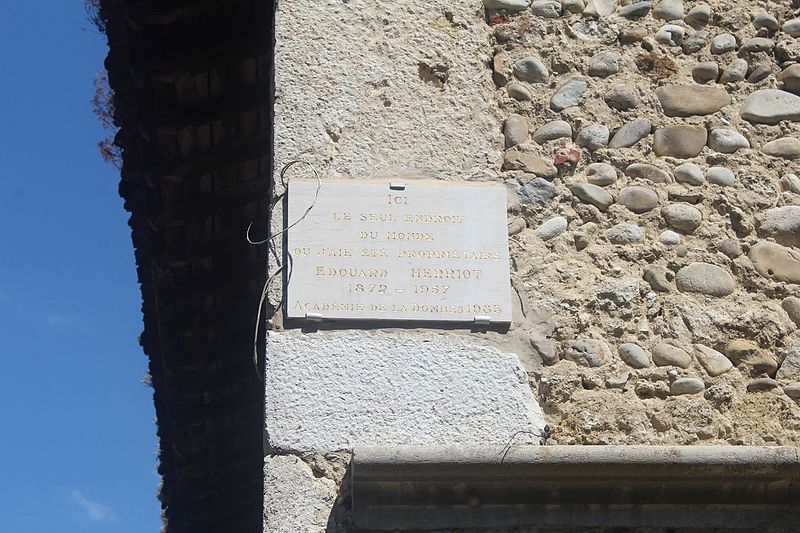 ICI
LE SEUL ENDROIT
DU MONDE
OU J'AIE ÉTÉ PROPRIÉTAIRE
EDOUARD HERRIOT
1872 - 1957
ACADÉMIE DE LA DOMBES 1985